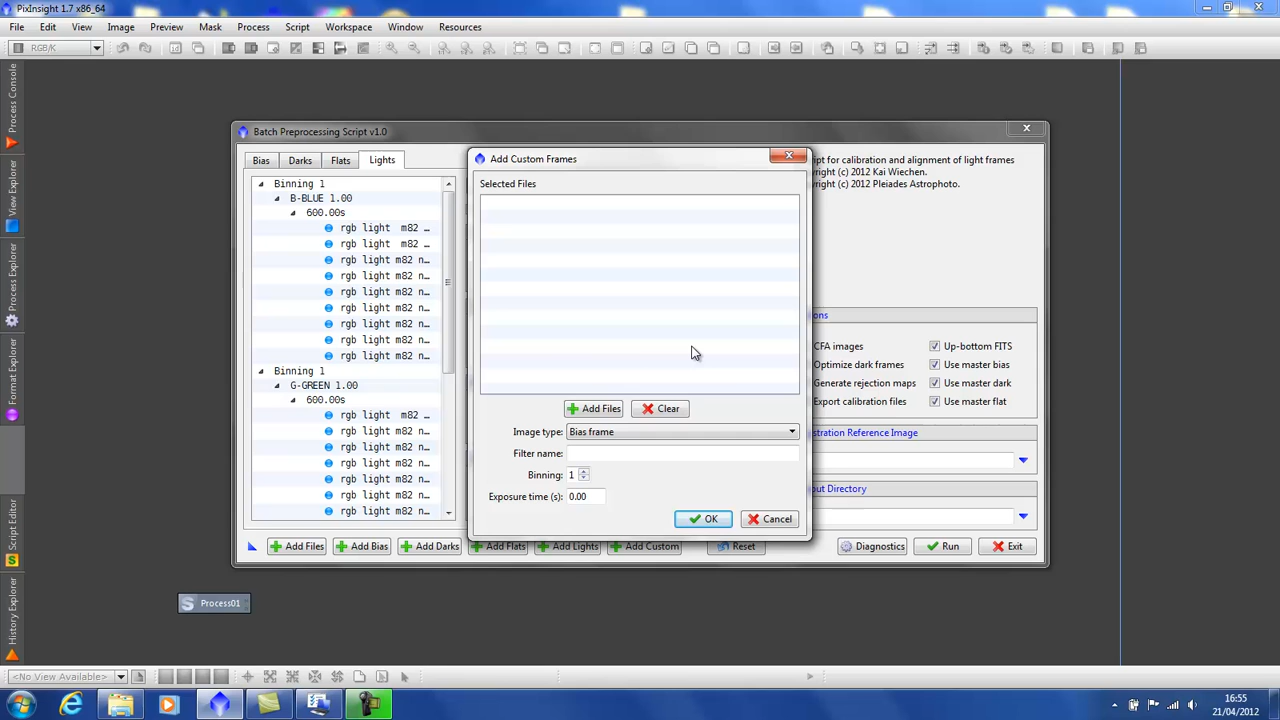 PixInsight 1.7 x86_64
File Edit View Image Preview Mask Process Script Workspace Window Resources
RGB/K
Process Console
View Explorer
Process Explorer
Format Explorer
Script Editor
History Explorer
Batch Preprocessing Script v1.0
Bias Darks Flats Lights
Binning 1
B-BLUE 1.00
600.00s
rgb light m82 ...
rgb light m82 ...
rgb light m82 n...
rgb light m82 n...
rgb light m82 n...
rgb light m82 n...
rgb light m82 n...
rgb light m82 n...
rgb light m82 n...
Binning 1
G-GREEN 1.00
600.00s
rgb light m82 ...
rgb light m82 n...
rgb light m82 n...
rgb light m82 n...
rgb light m82 n...
rgb light m82 n...
rgb light m82 n...
Add Custom Frames
Selected Files
Add Files Clear
Image type: Bias frame
Filter name:
Binning: 1
Exposure time (s): 0.00
OK Cancel
ipt for calibration and alignment of light frames
yright (c) 2012 Kai Wiechen.
yright (c) 2012 Pleiades Astrophoto.
ons
CFA images Up-bottom FITS
Optimize dark frames Use master bias
Generate rejection maps Use master dark
Export calibration files Use master flat
istration Reference Image
out Directory
Add Files Add Bias Add Darks Add Flats Add Lights Add Custom Reset Diagnostics Run Exit
Process01
<No View Available>
16:55
21/04/2012